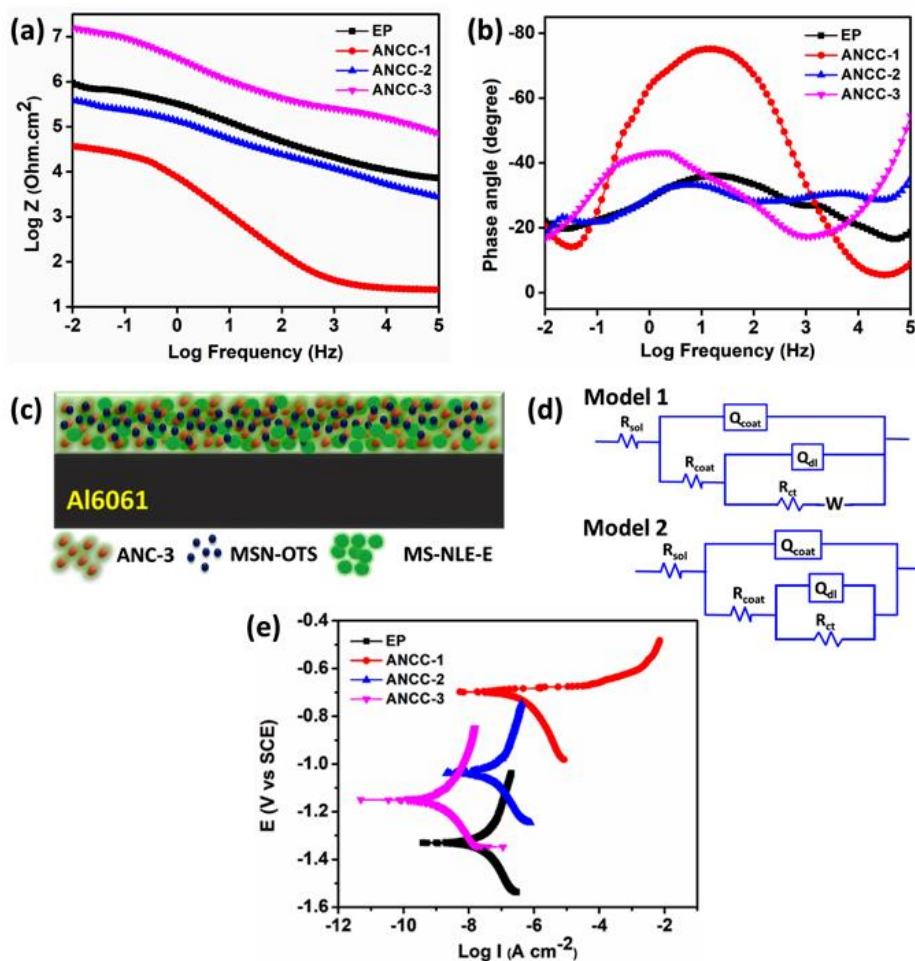 (a)
EP
ANCC-1
ANCC-2
ANCC-3
Log Z (Ohm.cm²)
7
6
5
4
3
2
1
-2 -1 0 1 2 3 4 5
Log Frequency (Hz)
(b)
EP
ANCC-1
ANCC-2
ANCC-3
Phase angle (degree)
-80
-60
-40
-20
0
-2 -1 0 1 2 3 4 5
Log Frequency (Hz)
(c)
Al6061
ANC-3 MSN-OTS MS-NLE-E
(d)
Model 1
Rsol
Qcoat
Rcoat
Qdl
Rct W
Model 2
Rsol
Qcoat
Rcoat
Qdl
Rct
(e)
EP
ANCC-1
ANCC-2
ANCC-3
E (V vs SCE)
-0.4
-0.6
-0.8
-1.0
-1.2
-1.4
-1.6
-12 -10 -8 -6 -4 -2 0
Log I (A cm⁻²)